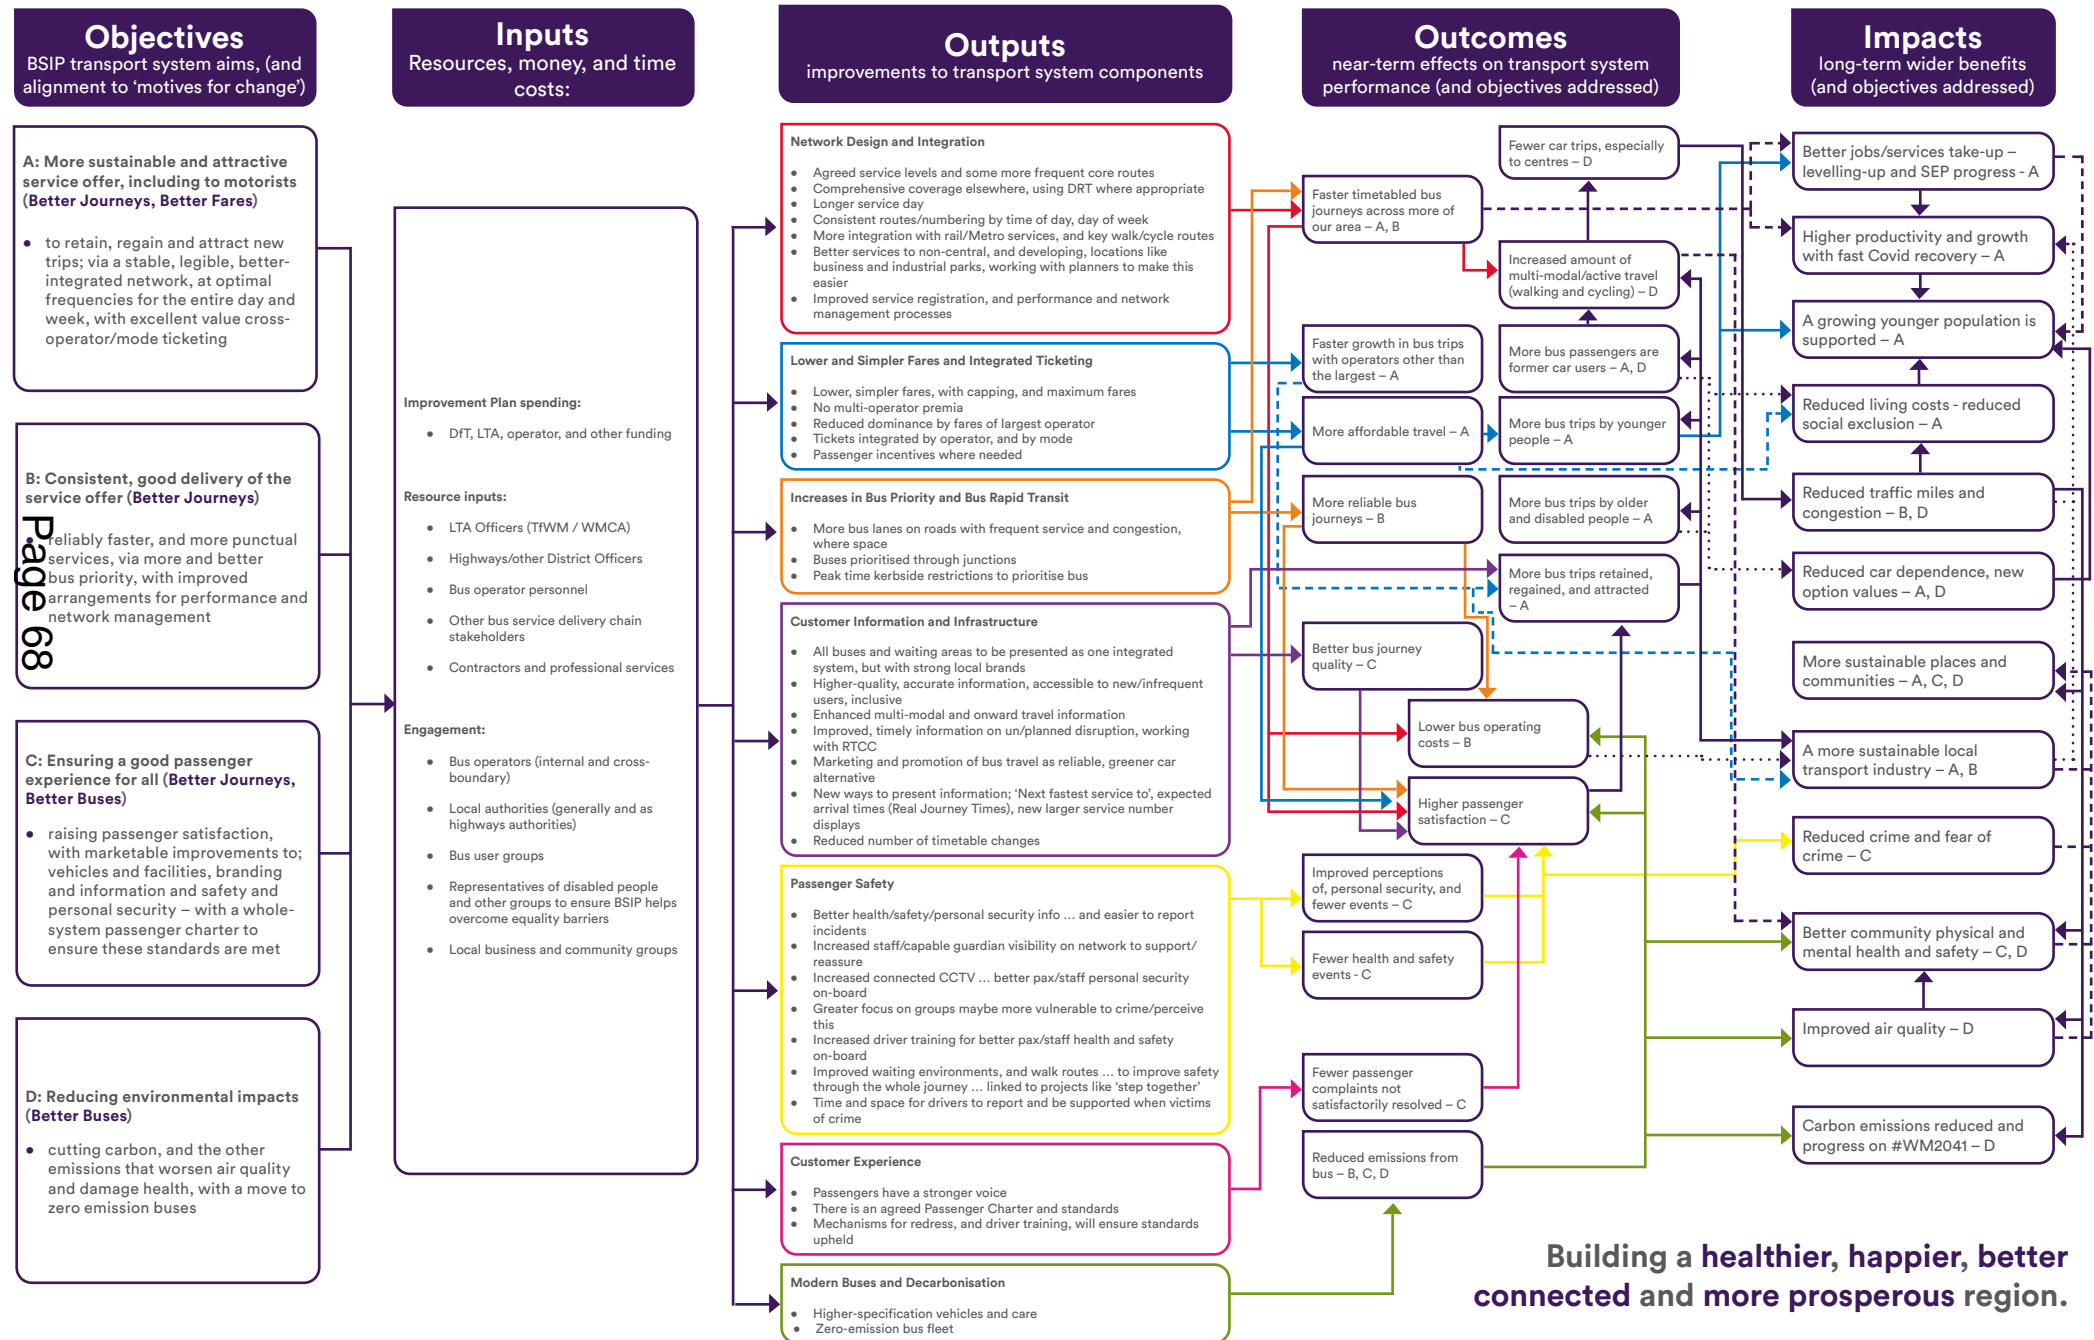 Objectives
BSIP transport system aims, (and
alignment to ‘motives for change’)
A: More sustainable and attractive
service offer, including to motorists
(Better Journeys, Better Fares)
● to retain, regain and attract new
trips; via a stable, legible, better-
integrated network, at optimal
frequencies for the entire day and
week, with excellent value cross-
operator/mode ticketing
B: Consistent, good delivery of the
service offer (Better Journeys)
● reliably faster, and more punctual
services, via more and better
bus priority, with improved
arrangements for performance and
network management
Page 68
C: Ensuring a good passenger
experience for all (Better Journeys,
Better Buses)
● raising passenger satisfaction,
with marketable improvements to;
vehicles and facilities, branding
and information and safety and
personal security – with a whole-
system passenger charter to
ensure these standards are met
D: Reducing environmental impacts
(Better Buses)
● cutting carbon, and the other
emissions that worsen air quality
and damage health, with a move to
zero emission buses
Inputs
Resources, money, and time
costs:
Improvement Plan spending:
● DfT, LTA, operator, and other funding
Resource inputs:
● LTA Officers (TfWM / WMCA)
● Highways/other District Officers
● Bus operator personnel
● Other bus service delivery chain
stakeholders
● Contractors and professional services
Engagement:
● Bus operators (internal and cross-
boundary)
● Local authorities (generally and as
highways authorities)
● Bus user groups
● Representatives of disabled people
and other groups to ensure BSIP helps
overcome equality barriers
● Local business and community groups
Outputs
improvements to transport system components
Network Design and Integration
● Agreed service levels and some more frequent core routes
● Comprehensive coverage elsewhere, using DRT where appropriate
● Longer service day
● Consistent routes/numbering by time of day, day of week
● More integration with rail/Metro services, and key walk/cycle routes
● Better services to non-central, and developing, locations like
business and industrial parks, working with planners to make this
easier
● Improved service registration, and performance and network
management processes
Lower and Simpler Fares and Integrated Ticketing
● Lower, simpler fares, with capping, and maximum fares
● No multi-operator premia
● Reduced dominance by fares of largest operator
● Tickets integrated by operator, and by mode
● Passenger incentives where needed
Increases in Bus Priority and Bus Rapid Transit
● More bus lanes on roads with frequent service and congestion,
where space
● Buses prioritised through junctions
● Peak time kerbside restrictions to prioritise bus
Customer Information and Infrastructure
● All buses and waiting areas to be presented as one integrated
system, but with strong local brands
● Higher-quality, accurate information, accessible to new/infrequent
users, inclusive
● Enhanced multi-modal and onward travel information
● Improved, timely information on un/planned disruption, working
with RTCC
● Marketing and promotion of bus travel as reliable, greener car
alternative
● New ways to present information; ‘Next fastest service to’, expected
arrival times (Real Journey Times), new larger service number
displays
● Reduced number of timetable changes
Passenger Safety
● Better health/safety/personal security info ... and easier to report
incidents
● Increased staff/capable guardian visibility on network to support/
reassure
● Increased connected CCTV ... better pax/staff personal security
on-board
● Greater focus on groups maybe more vulnerable to crime/perceive
this
● Increased driver training for better pax/staff health and safety
on-board
● Improved waiting environments, and walk routes ... to improve safety
through the whole journey ... linked to projects like ‘step together’
● Time and space for drivers to report and be supported when victims
of crime
Customer Experience
● Passengers have a stronger voice
● There is an agreed Passenger Charter and standards
● Mechanisms for redress, and driver training, will ensure standards
upheld
Modern Buses and Decarbonisation
● Higher-specification vehicles and care
● Zero-emission bus fleet
Outcomes
near-term effects on transport system
performance (and objectives addressed)
Fewer car trips, especially
to centres – D
Faster timetabled bus
journeys across more of
our area – A, B
Increased amount of
multi-modal/active travel
(walking and cycling) – D
Faster growth in bus trips
with operators other than
the largest – A
More bus passengers are
former car users – A, D
More affordable travel – A
More bus trips by younger
people – A
More reliable bus
journeys – B
More bus trips by older
and disabled people – A
More bus trips retained,
regained, and attracted
– A
Better bus journey
quality – C
Lower bus operating
costs – B
Higher passenger
satisfaction – C
Improved perceptions
of, personal security, and
fewer events – C
Fewer health and safety
events - C
Fewer passenger
complaints not
satisfactorily resolved – C
Reduced emissions from
bus – B, C, D
Impacts
long-term wider benefits
(and objectives addressed)
Better jobs/services take-up –
levelling-up and SEP progress - A
Higher productivity and growth
with fast Covid recovery – A
A growing younger population is
supported – A
Reduced living costs - reduced
social exclusion – A
Reduced traffic miles and
congestion – B, D
Reduced car dependence, new
option values – A, D
More sustainable places and
communities – A, C, D
A more sustainable local
transport industry – A, B
Reduced crime and fear of
crime – C
Better community physical and
mental health and safety – C, D
Improved air quality – D
Carbon emissions reduced and
progress on #WM2041 – D
Building a healthier, happier, better
connected and more prosperous region.